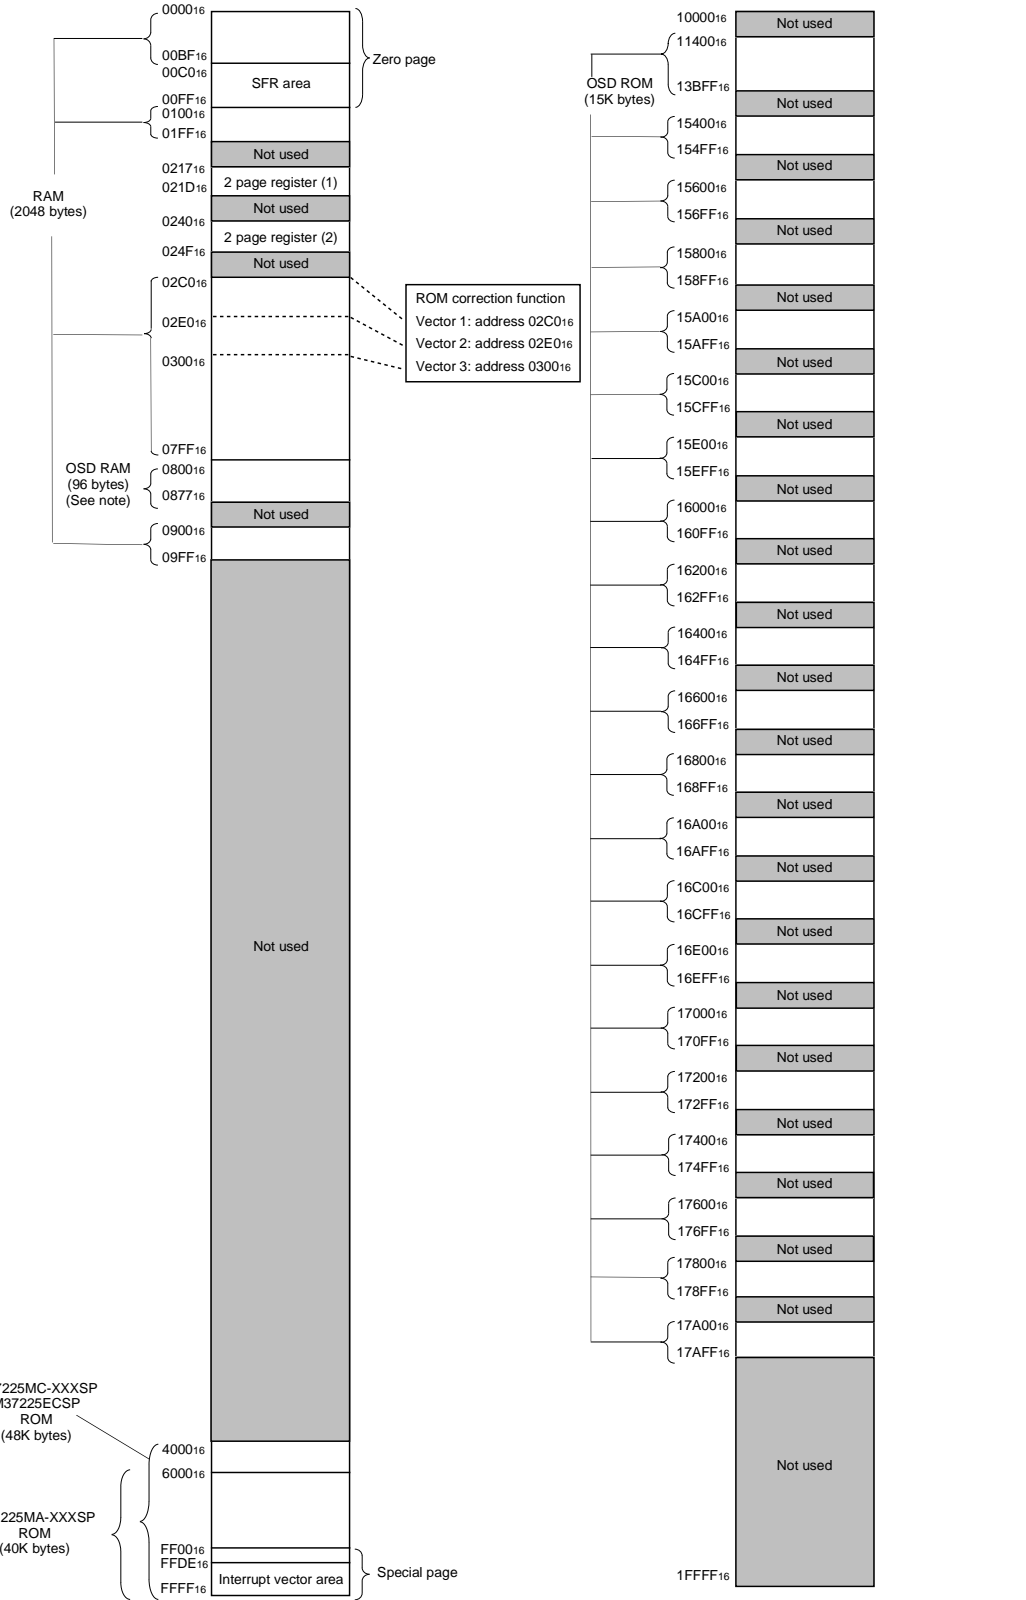 0000₁₆
00BF₁₆
00C0₁₆
SFR area
00FF₁₆
Zero page
0100₁₆
01FF₁₆
Not used
0217₁₆
2 page register (1)
021D₁₆
Not used
0240₁₆
2 page register (2)
024F₁₆
Not used
RAM
(2048 bytes)
02C0₁₆
02E0₁₆
0300₁₆
ROM correction function
Vector 1: address 02C0₁₆
Vector 2: address 02E0₁₆
Vector 3: address 0300₁₆
07FF₁₆
OSD RAM
(96 bytes)
(See note)
0800₁₆
0877₁₆
Not used
0900₁₆
09FF₁₆
Not used
225MC-XXXSP
M37225ECSP
ROM
(48K bytes)
4000₁₆
6000₁₆
225MA-XXXSP
ROM
(40K bytes)
FF00₁₆
FFDE₁₆
Interrupt vector area
FFFF₁₆
Special page
10000₁₆
Not used
11400₁₆
OSD ROM
(15K bytes)
13BFF₁₆
Not used
15400₁₆
154FF₁₆
Not used
15600₁₆
156FF₁₆
Not used
15800₁₆
158FF₁₆
Not used
15A00₁₆
15AFF₁₆
Not used
15C00₁₆
15CFF₁₆
Not used
15E00₁₆
15EFF₁₆
Not used
16000₁₆
160FF₁₆
Not used
16200₁₆
162FF₁₆
Not used
16400₁₆
164FF₁₆
Not used
16600₁₆
166FF₁₆
Not used
16800₁₆
168FF₁₆
Not used
16A00₁₆
16AFF₁₆
Not used
16C00₁₆
16CFF₁₆
Not used
16E00₁₆
16EFF₁₆
Not used
17000₁₆
170FF₁₆
Not used
17200₁₆
172FF₁₆
Not used
17400₁₆
174FF₁₆
Not used
17600₁₆
176FF₁₆
Not used
17800₁₆
178FF₁₆
Not used
17A00₁₆
17AFF₁₆
Not used
1FFFF₁₆